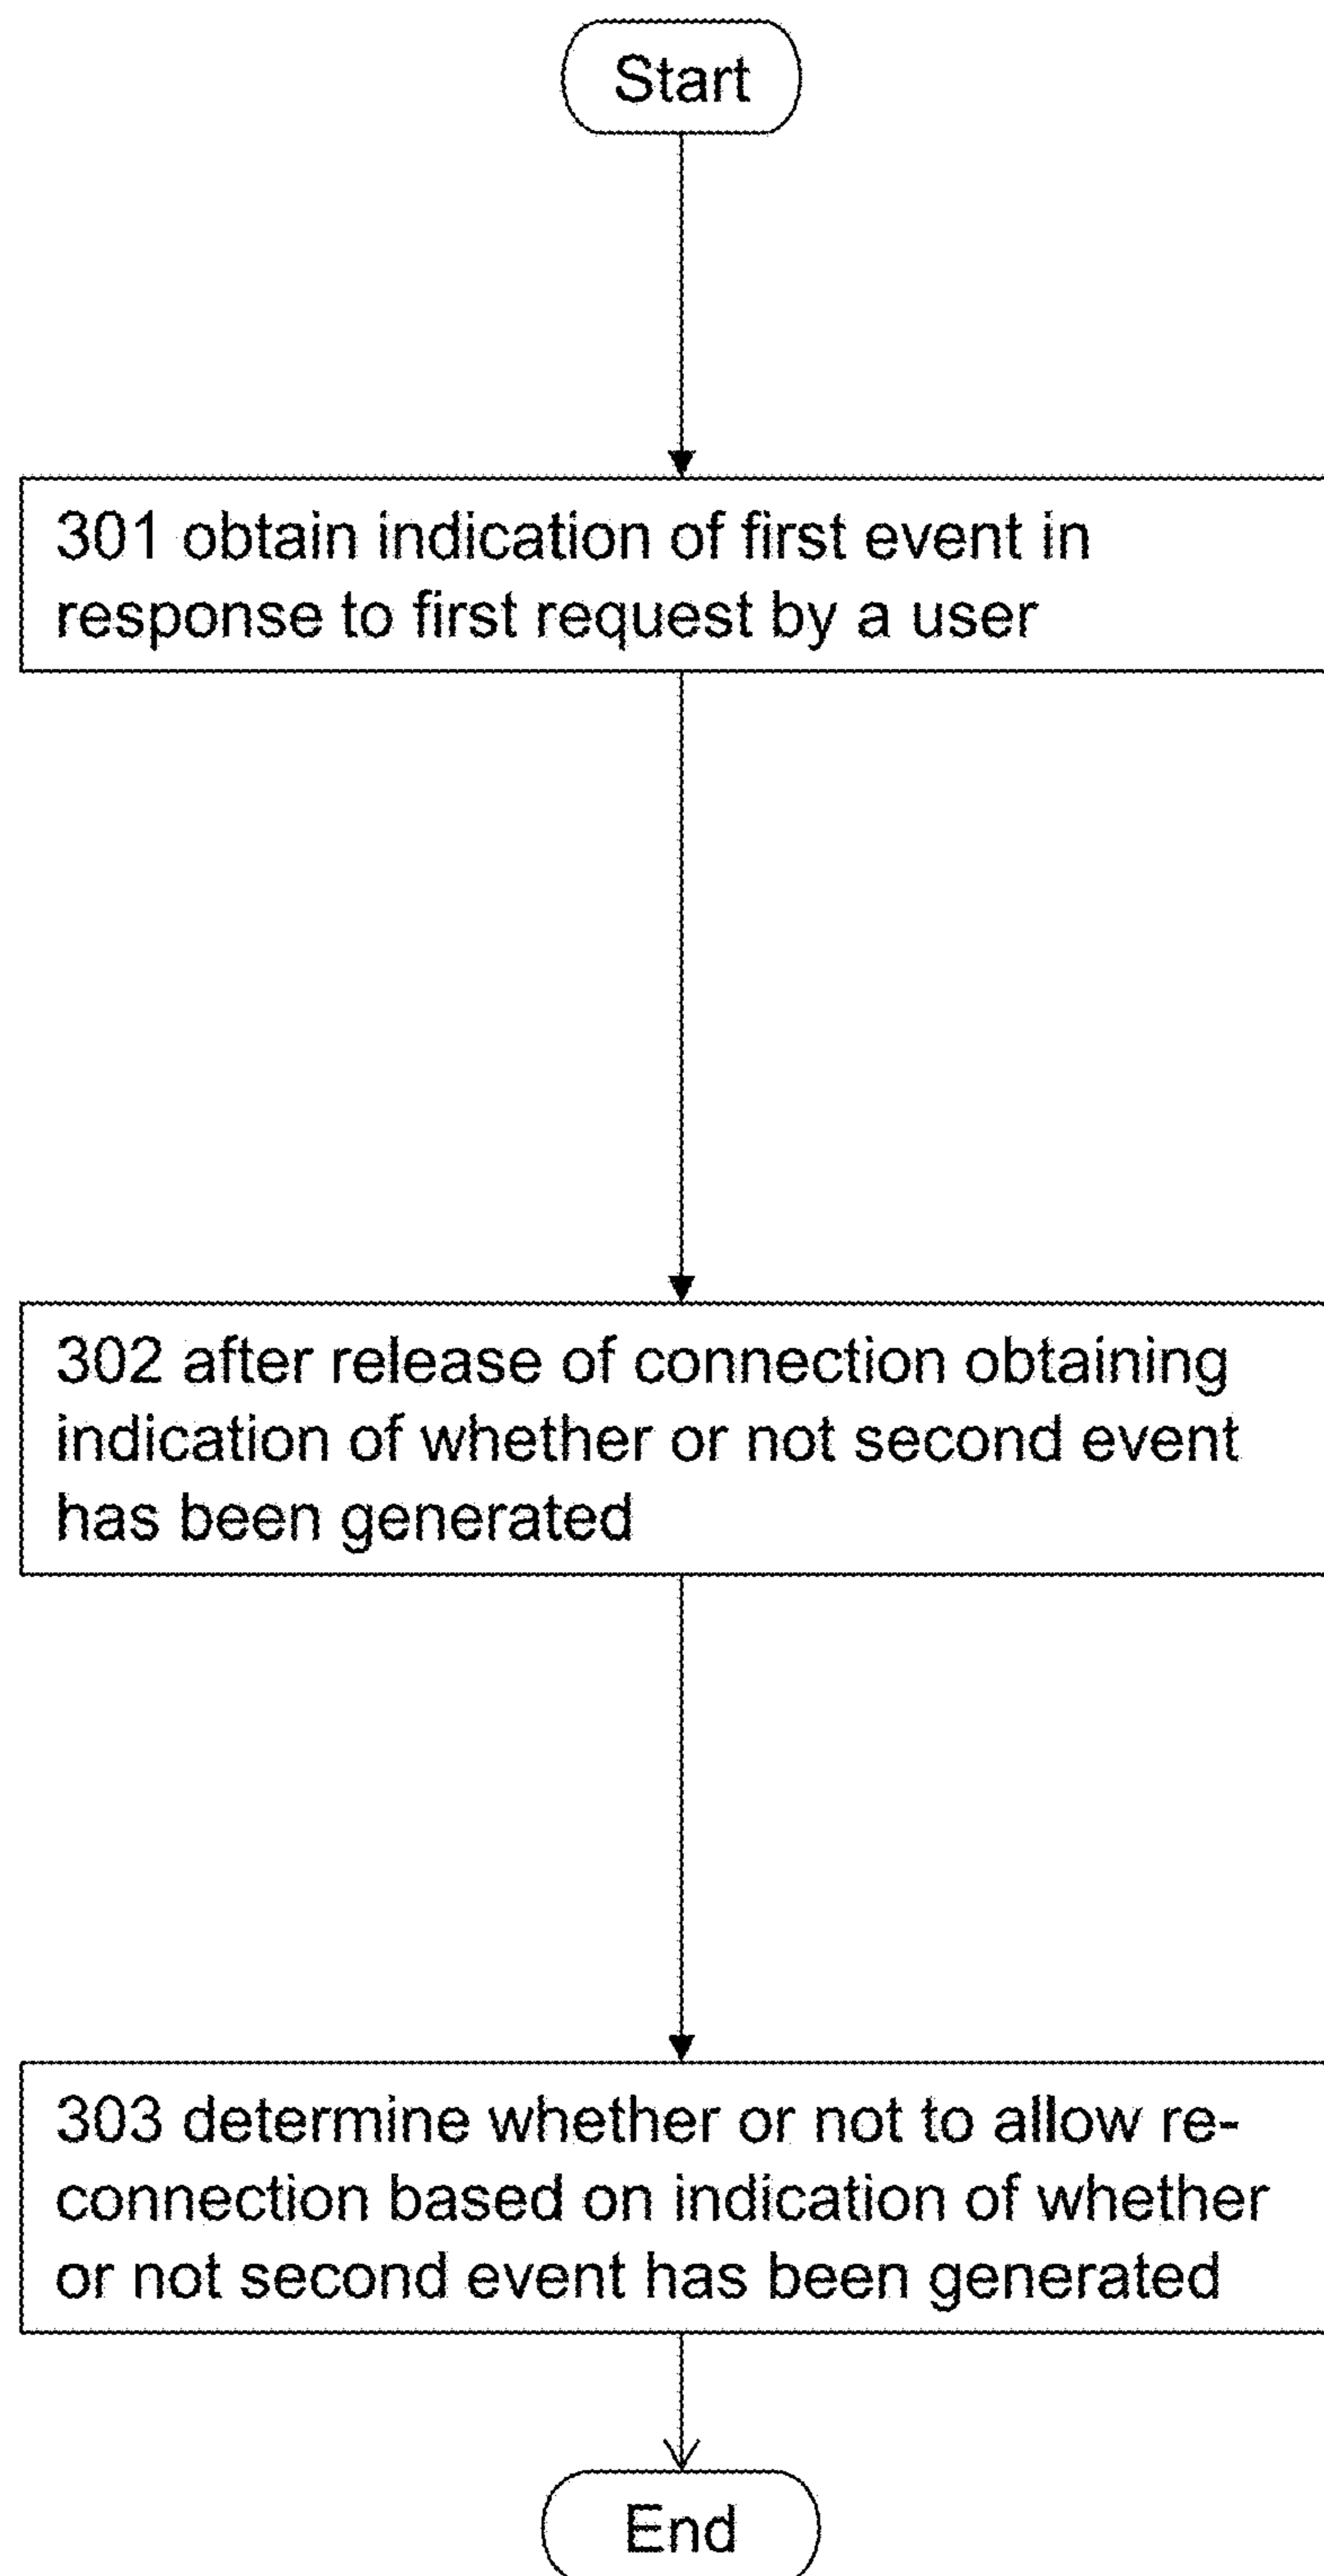 Start
301 obtain indication of first event in
response to first request by a user
302 after release of connection obtaining
indication of whether or not second event
has been generated
303 determine whether or not to allow re-
connection based on indication of whether
or not second event has been generated
End